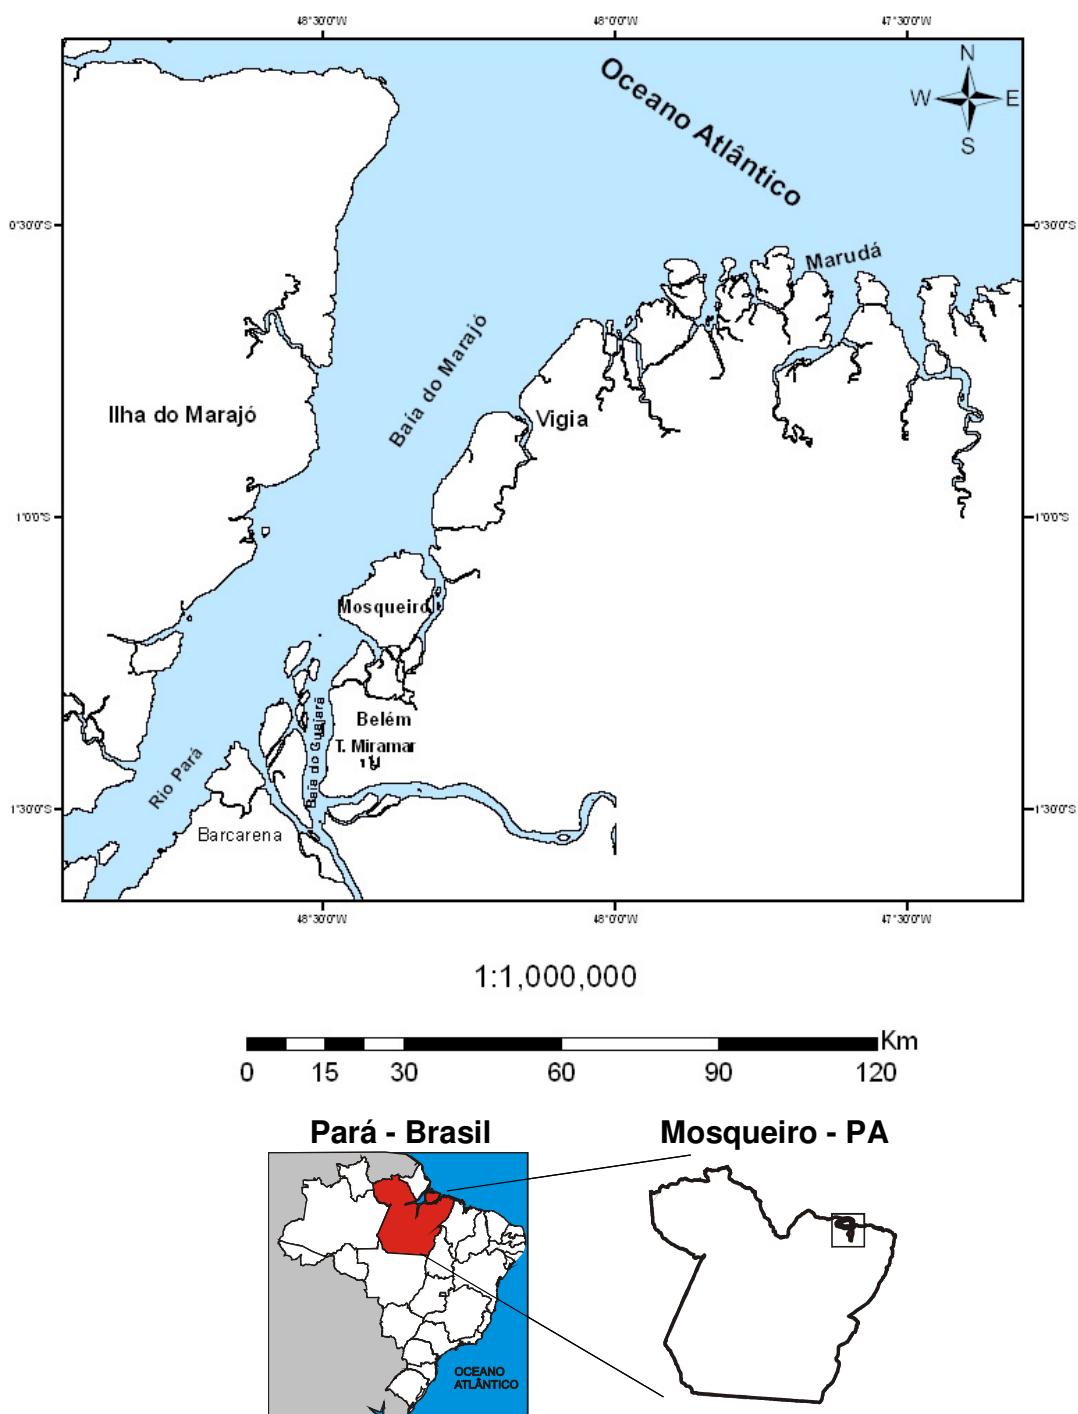 48°30'0"W 48°0'0"W 47°30'0"W
Oceano Atlântico
N
W E
S
0°30'0"S 0°30'0"S
Marudá
Baía do Marajó
Ilha do Marajó
Vigia
1°0'0"S 1°0'0"S
Mosqueiro
Belém
Baía do Guajará
T. Miramar
Rio Pará
1°30'0"S 1°30'0"S
Barcarena
48°30'0"W 48°0'0"W 47°30'0"W
1:1,000,000
Km
0 15 30 60 90 120
Pará - Brasil Mosqueiro - PA
OCEANO
ATLÂNTICO